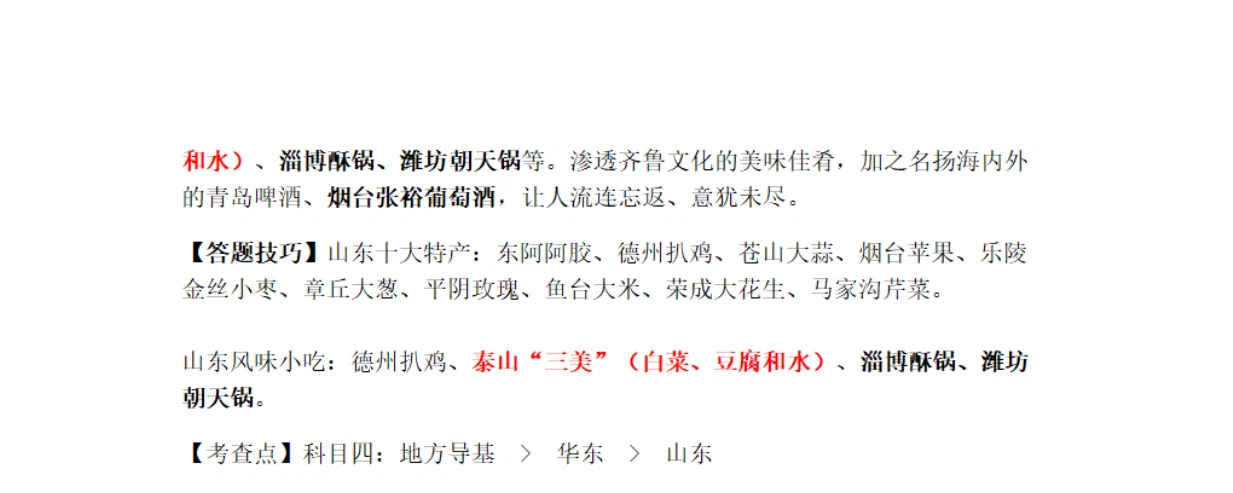 和水）、淄博酥锅、潍坊朝天锅等。渗透齐鲁文化的美味佳肴，加之名扬海内外
的青岛啤酒、烟台张裕葡萄酒，让人流连忘返、意犹未尽。
【答题技巧】山东十大特产：东阿阿胶、德州扒鸡、苍山大蒜、烟台苹果、乐陵
金丝小枣、章丘大葱、平阴玫瑰、鱼台大米、荣成大花生、马家沟芹菜。
山东风味小吃：德州扒鸡、泰山“三美”（白菜、豆腐和水）、淄博酥锅、潍坊
朝天锅。
【考查点】科目四：地方导基 > 华东 > 山东